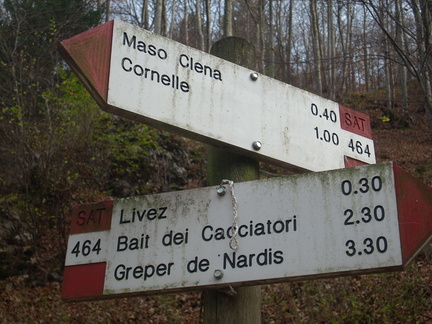 Maso Clena 0.40 SAT
Cornelle 1.00 464
SAT Livez 0.30
464 Bait dei Cacciatori 2.30
Greper de Nardis 3.30